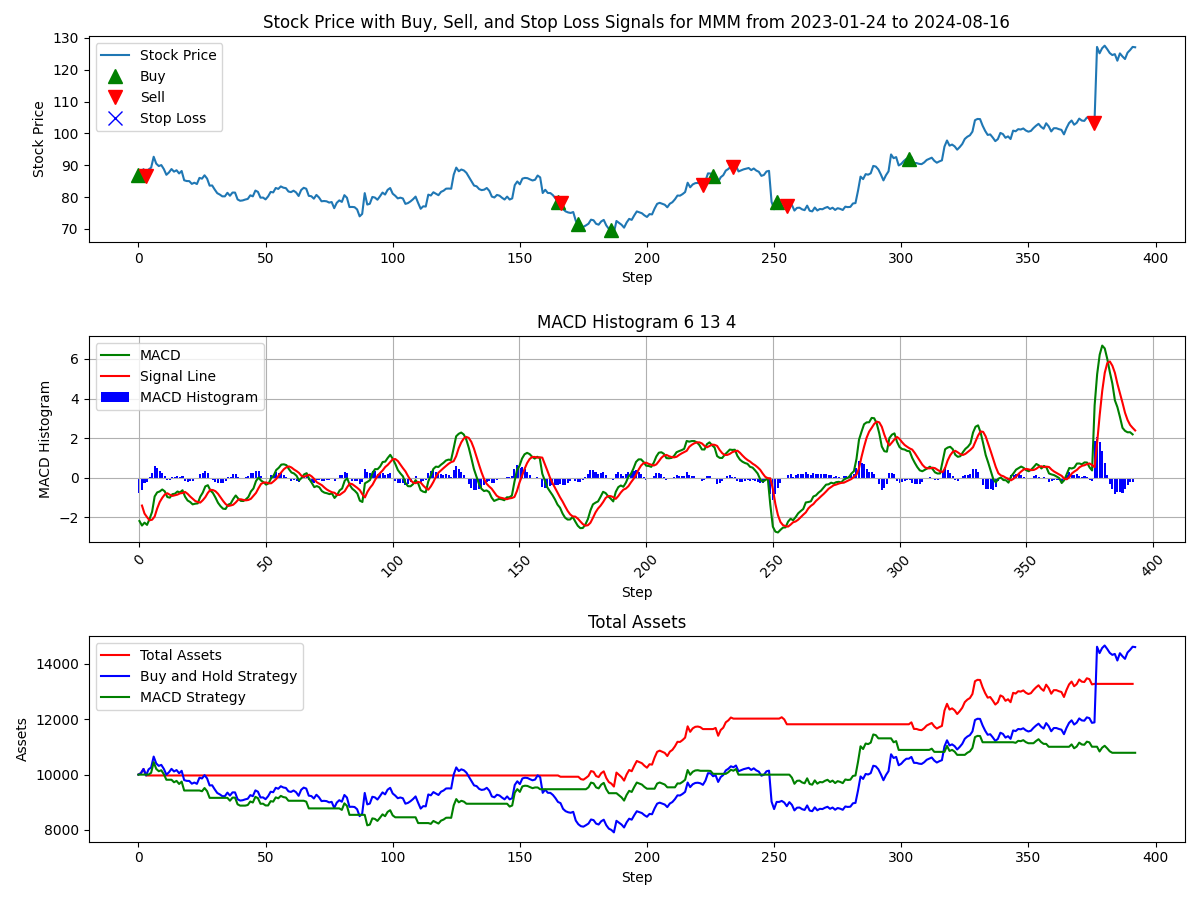 Stock Price with Buy, Sell, and Stop Loss Signals for MMM from 2023-01-24 to 2024-08-16
130
120
110
100
90
80
70
Stock Price
Stock Price
Buy
Sell
Stop Loss
0 50 100 150 200 250 300 350 400
Step
MACD Histogram 6 13 4
6
4
2
0
−2
MACD Histogram
MACD
Signal Line
MACD Histogram
0 50 100 150 200 250 300 350 400
Step
Total Assets
14000
12000
10000
8000
Assets
Total Assets
Buy and Hold Strategy
MACD Strategy
0 50 100 150 200 250 300 350 400
Step